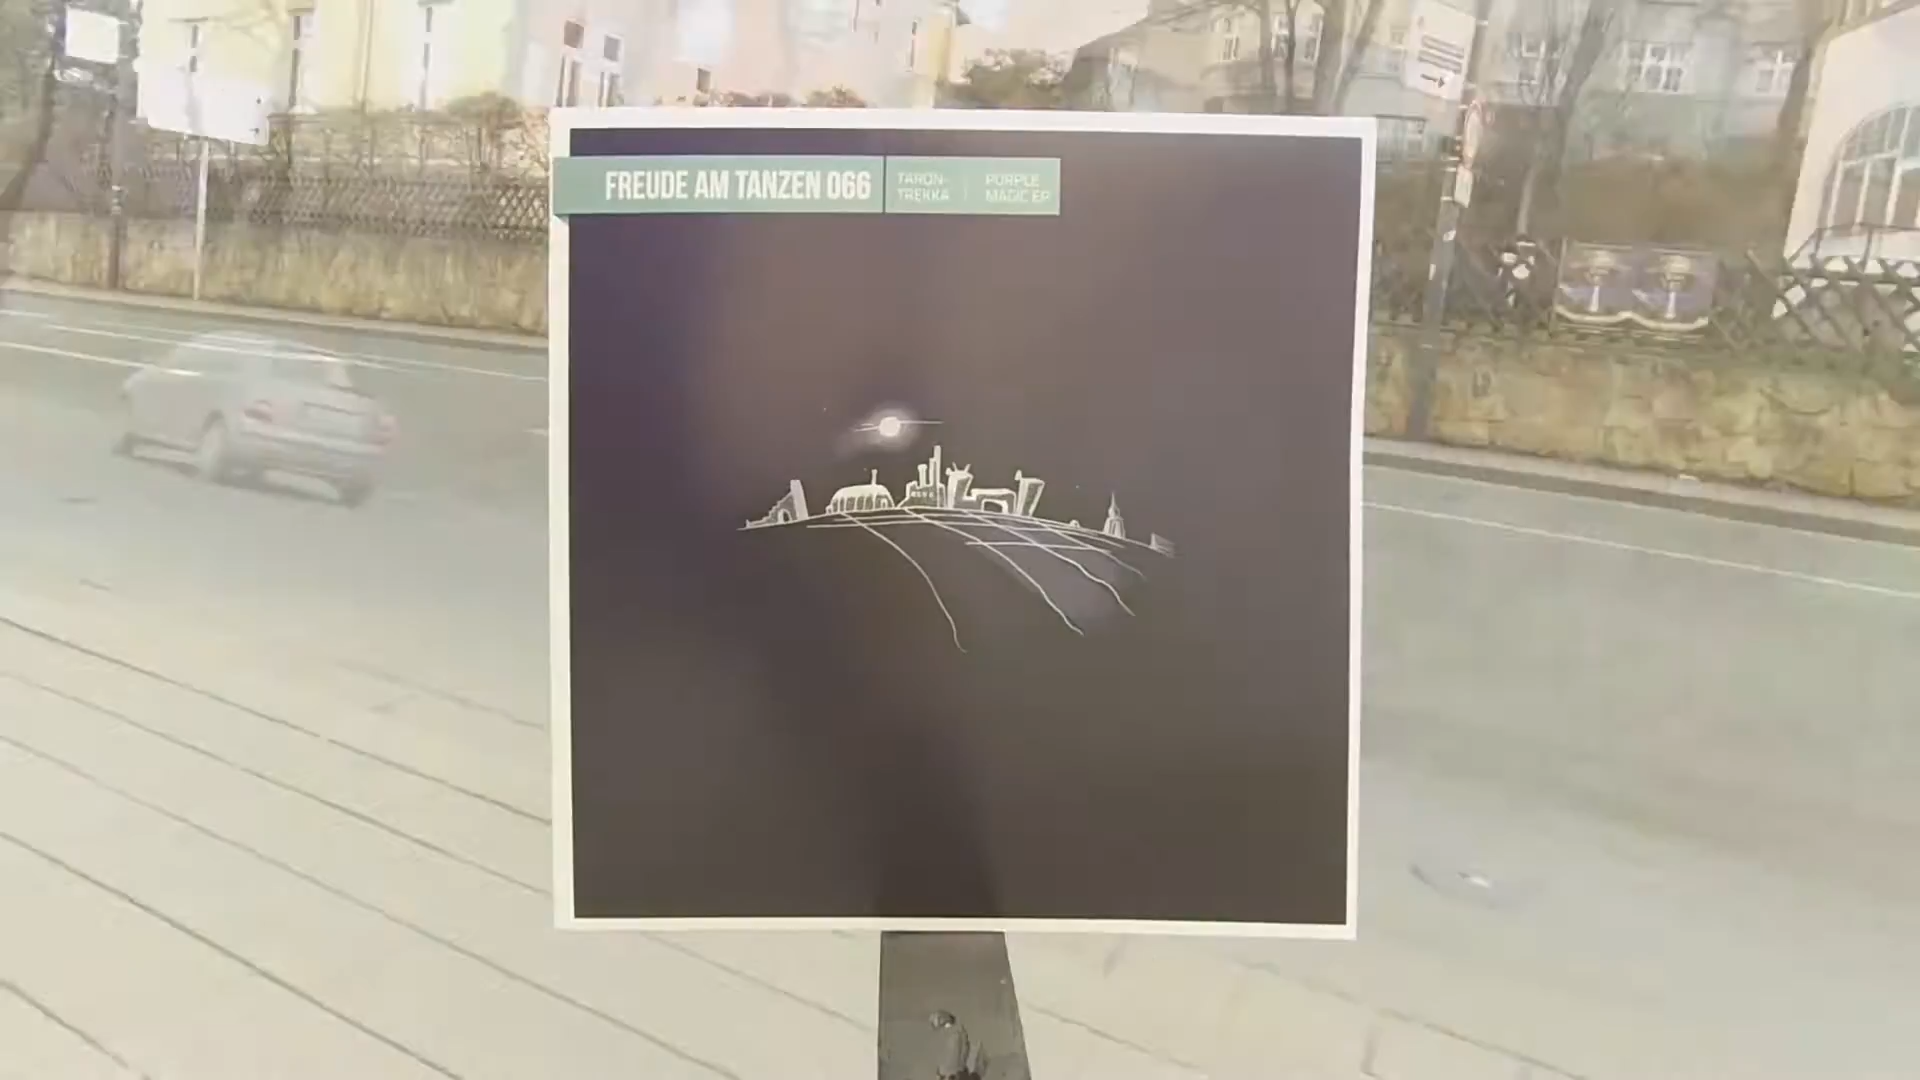 FREUDE AM TANZEN 066
TARON-
TREKKA
PURPLE
MAGIC EP